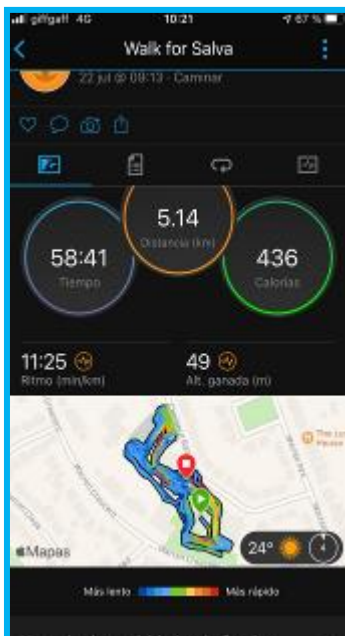 giffgaff 4G 10:21 67 %
Walk for Salva
22 jul @ 09:13 · Caminar
5.14
Distancia (km)
58:41
Tiempo
436
Calorías
11:25
Ritmo (min/km)
49
Alt. ganada (m)
24°
Mapas
Más lento Más rápido